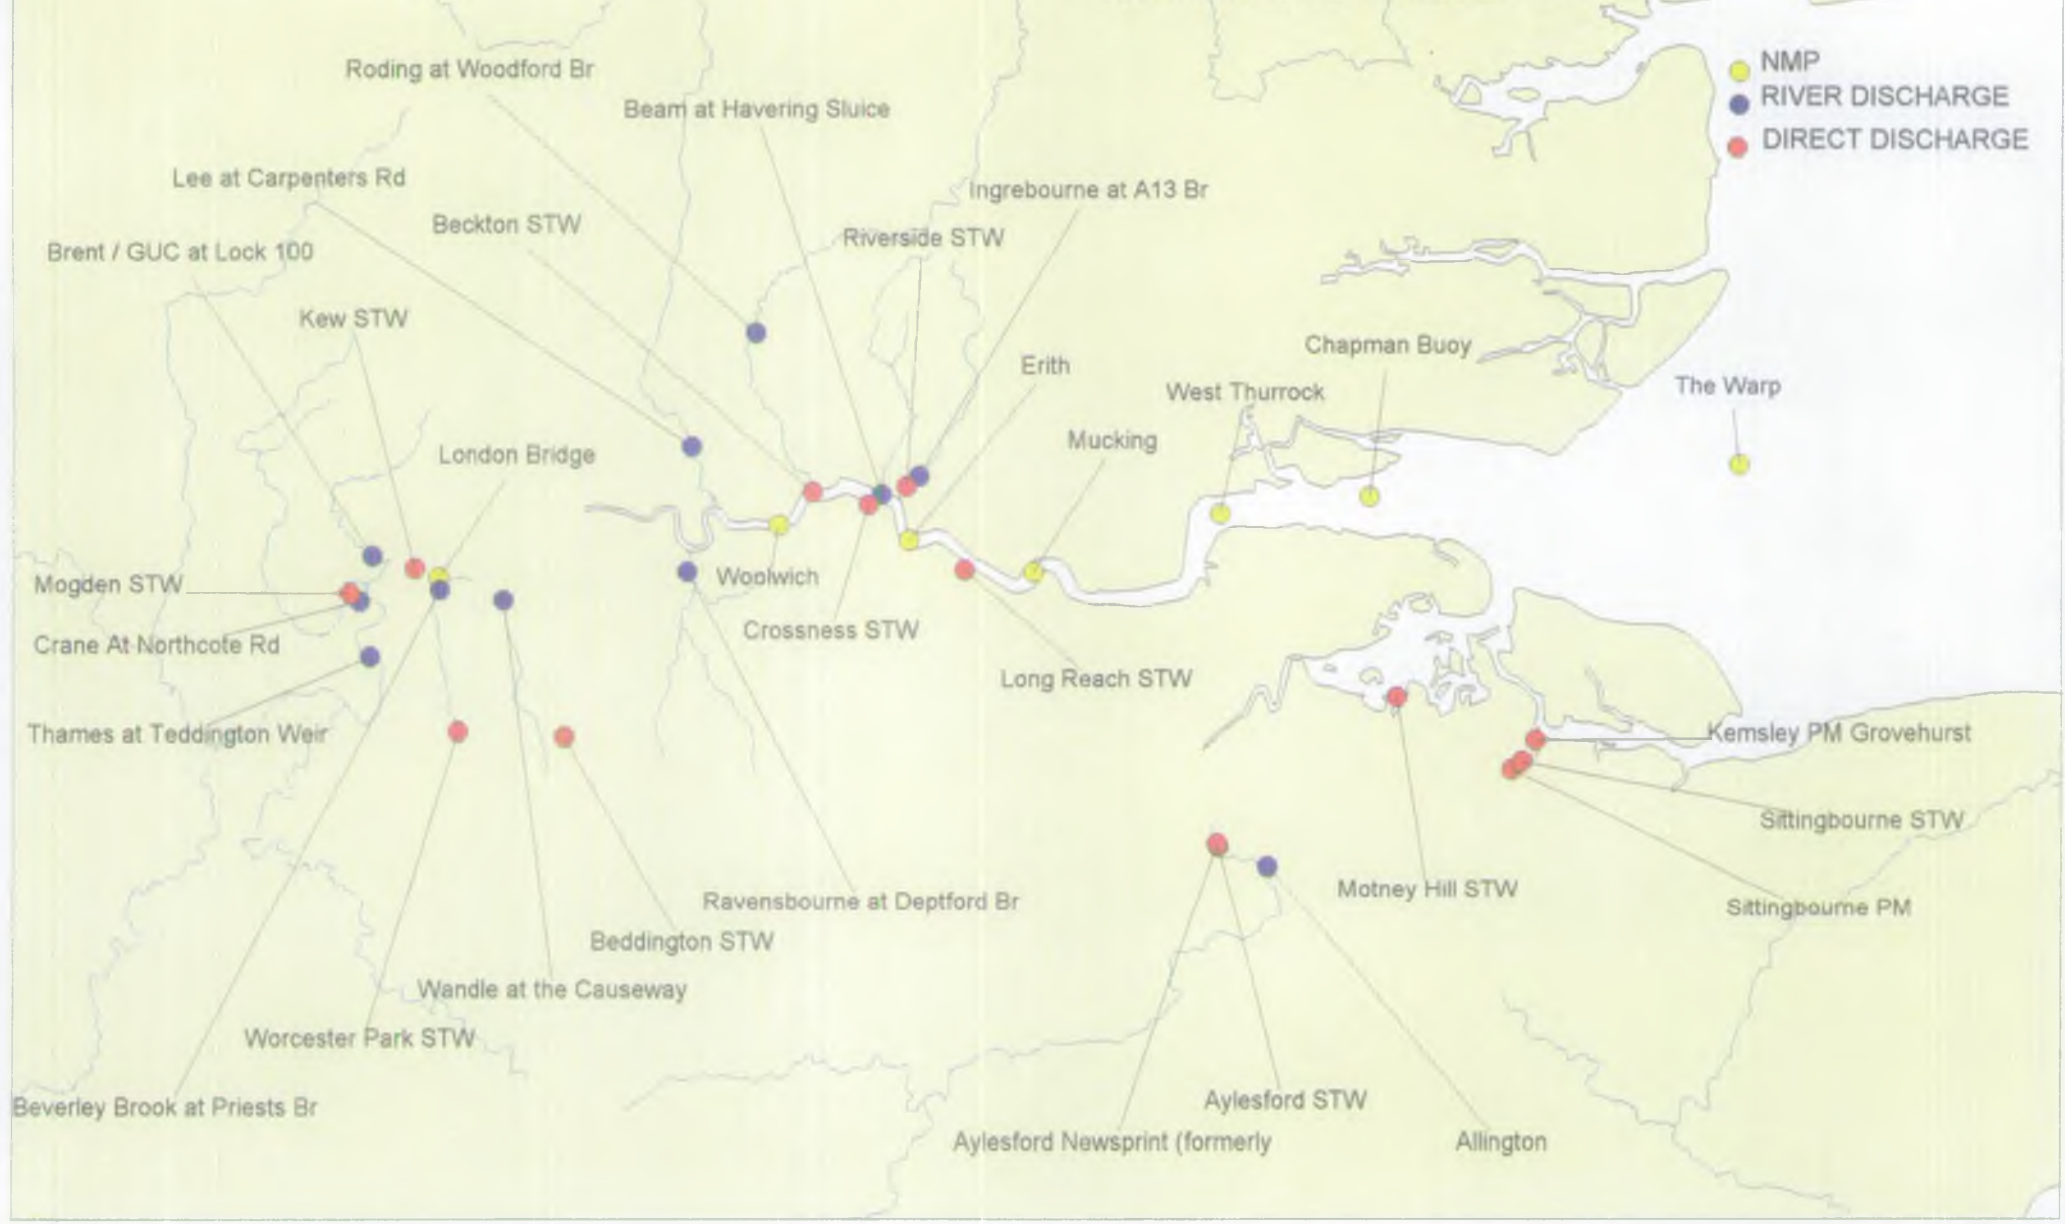 Roding at Woodford Br
NMP
RIVER DISCHARGE
Beam at Havering Sluice
DIRECT DISCHARGE
Lee at Carpenters Rd
Ingrebourne at A13 Br
Beckton STW
Riverside STW
Brent / GUC at Lock 100
Kew STW
Chapman Buoy
Erith
The Warp
West Thurrock
Mucking
London Bridge
Mogden STW
Woolwich
Crossness STW
Crane At Northcote Rd
Long Reach STW
Thames at Teddington Weir
Kemsley PM Grovehurst
Sittingbourne STW
Motney Hill STW
Ravensbourne at Deptford Br
Sittingbourne PM
Beddington STW
Wandle at the Causeway
Worcester Park STW
Aylesford STW
Beverley Brook at Priests Br
Aylesford Newsprint (formerly
Allington